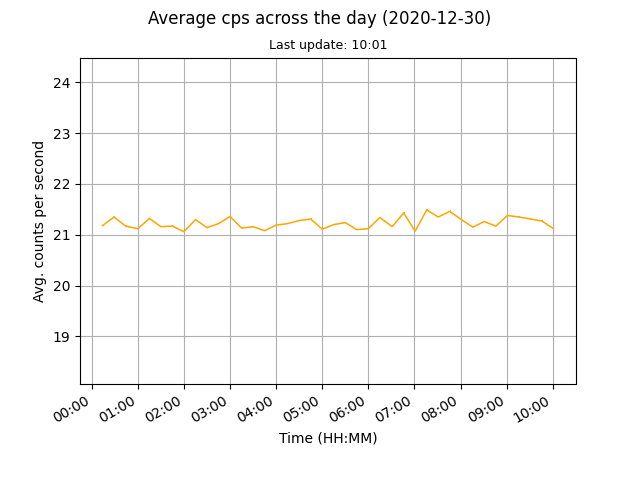 Average cps across the day (2020-12-30)
Last update: 10:01
24
23
22
21
20
19
Avg. counts per second
00:00 01:00 02:00 03:00 04:00 05:00 06:00 07:00 08:00 09:00 10:00
Time (HH:MM)